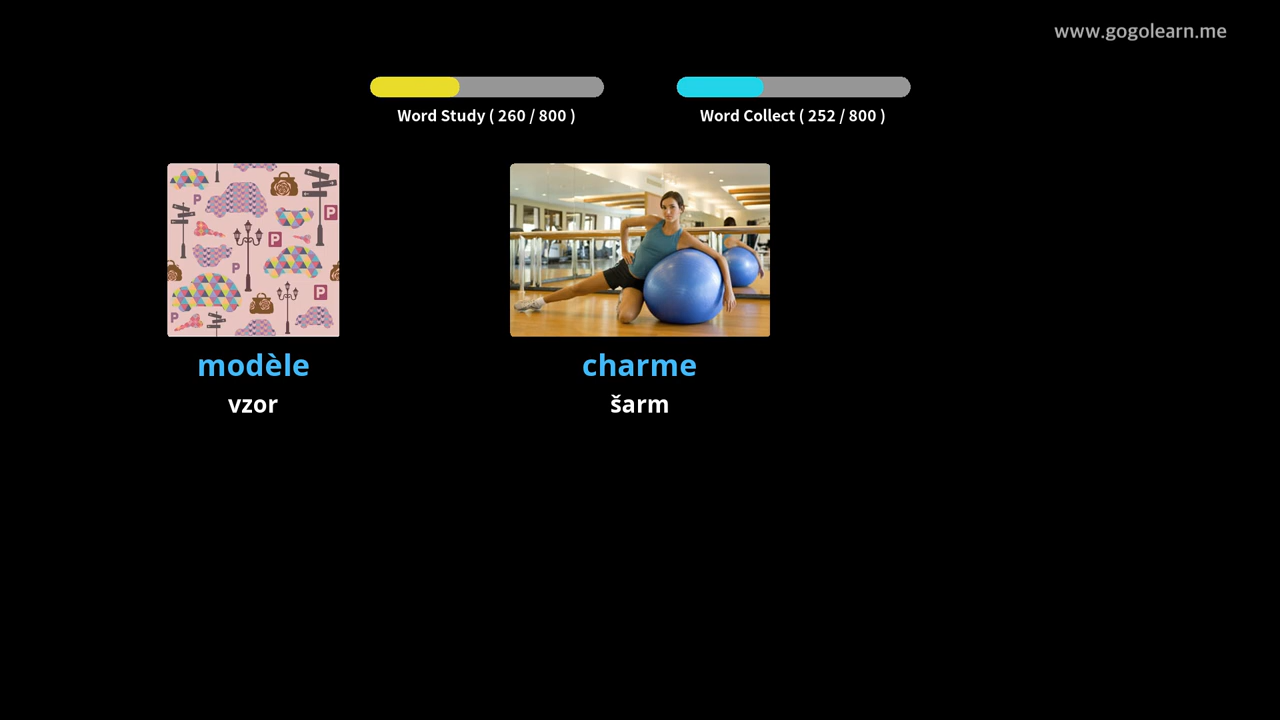 www.gogolearn.me
Word Study ( 260 / 800 )
Word Collect ( 252 / 800 )
P
P
P
P
P
P
modèle
charme
vzor
šarm